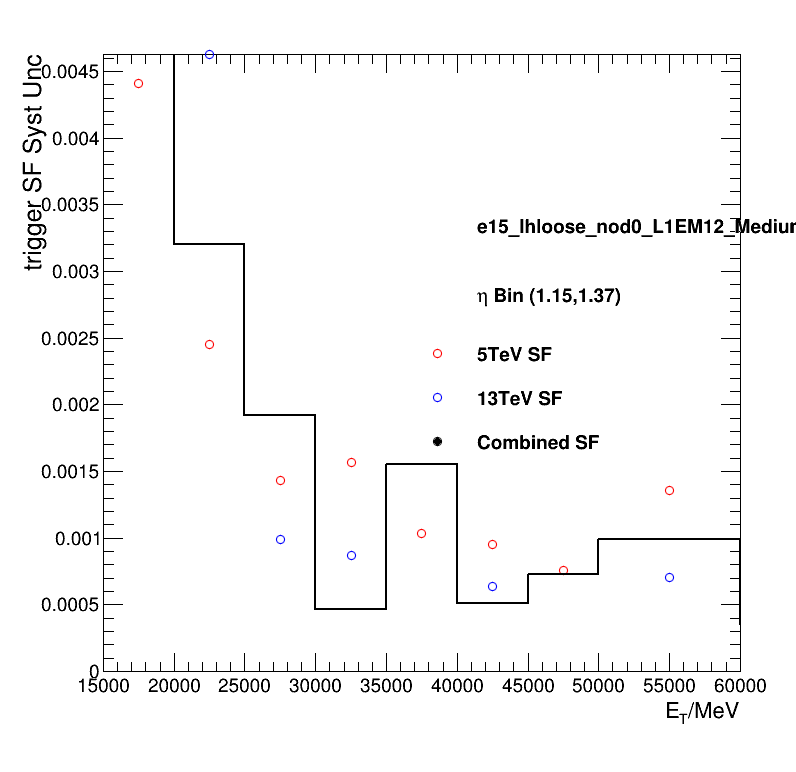 trigger SF Syst Unc
0.0045
0.004
0.0035
0.003
0.0025
0.002
0.0015
0.001
0.0005
0
e15_lhloose_nod0_L1EM12_Medium
η Bin (1.15,1.37)
5TeV SF
13TeV SF
Combined SF
15000 20000 25000 30000 35000 40000 45000 50000 55000 60000
E_T/MeV